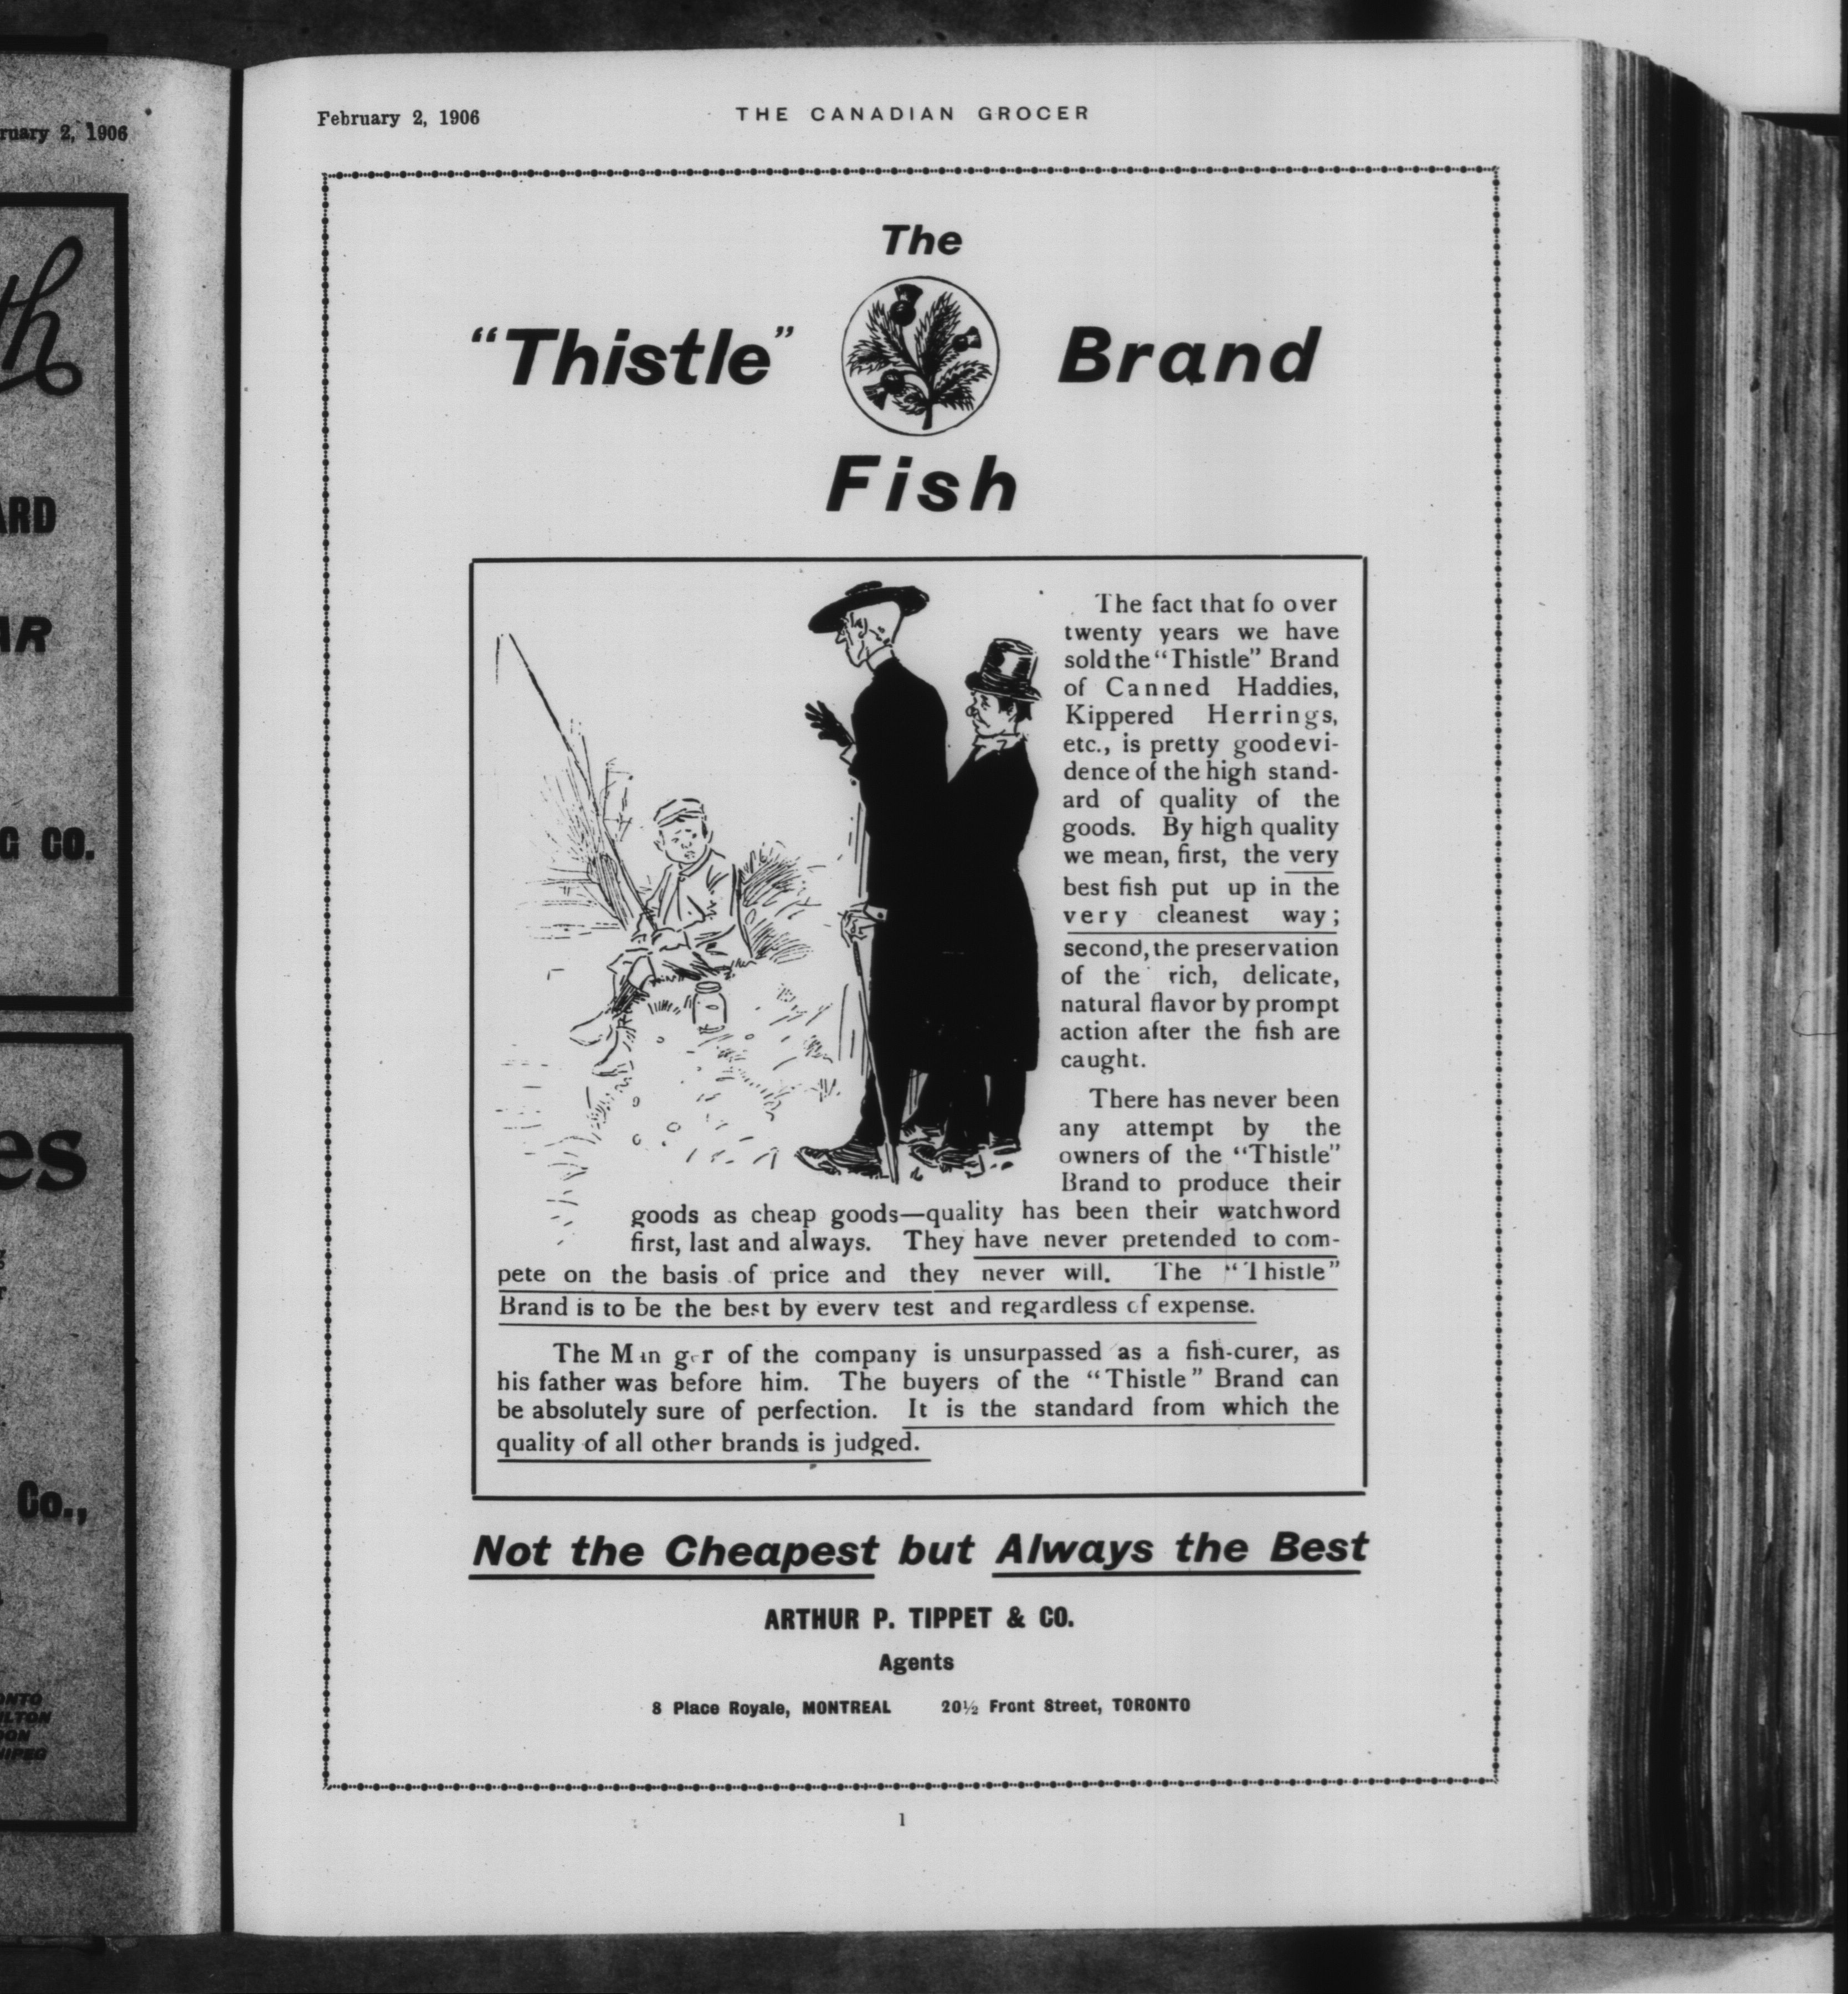 ruary 2, 1906
th
ARD
AR
G CO.
es
Co.,
ONTO
ILTON
DON
NIPEG
February 2, 1906
THE CANADIAN GROCER
The
"Thistle" Brand
Fish
The fact that fo over
twenty years we have
sold the "Thistle" Brand
of Canned Haddies,
Kippered Herrings,
etc., is pretty good evi-
dence of the high stand-
ard of quality of the
goods. By high quality
we mean, first, the very
best fish put up in the
very cleanest way;
second, the preservation
of the rich, delicate,
natural flavor by prompt
action after the fish are
caught.
There has never been
any attempt by the
owners of the "Thistle"
Brand to produce their
goods as cheap goods—quality has been their watchword
first, last and always. They have never pretended to com-
pete on the basis of price and they never will. The "Thistle"
Brand is to be the best by every test and regardless of expense.
The Man ger of the company is unsurpassed as a fish-curer, as
his father was before him. The buyers of the "Thistle" Brand can
be absolutely sure of perfection. It is the standard from which the
quality of all other brands is judged.
Not the Cheapest but Always the Best
ARTHUR P. TIPPET & CO.
Agents
8 Place Royale, MONTREAL 20½ Front Street, TORONTO
1